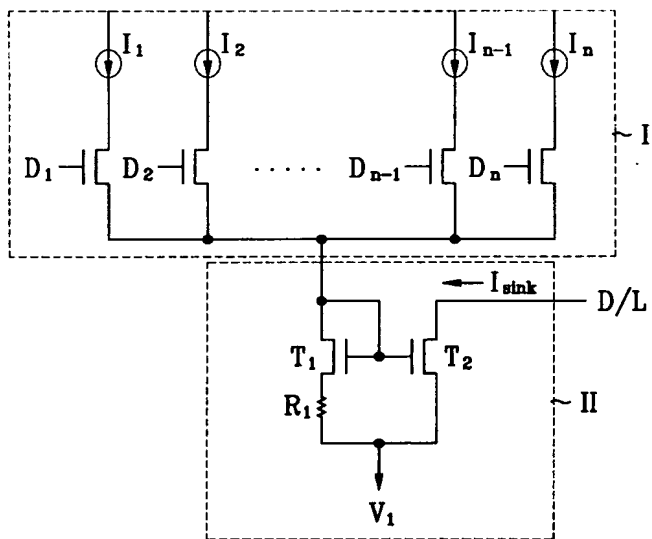 I₁ I₂ Iₙ₋₁ Iₙ
I
D₁ D₂ ..... Dₙ₋₁ Dₙ
Iₛᵢₙₖ D/L
T₁ T₂
R₁ II
V₁